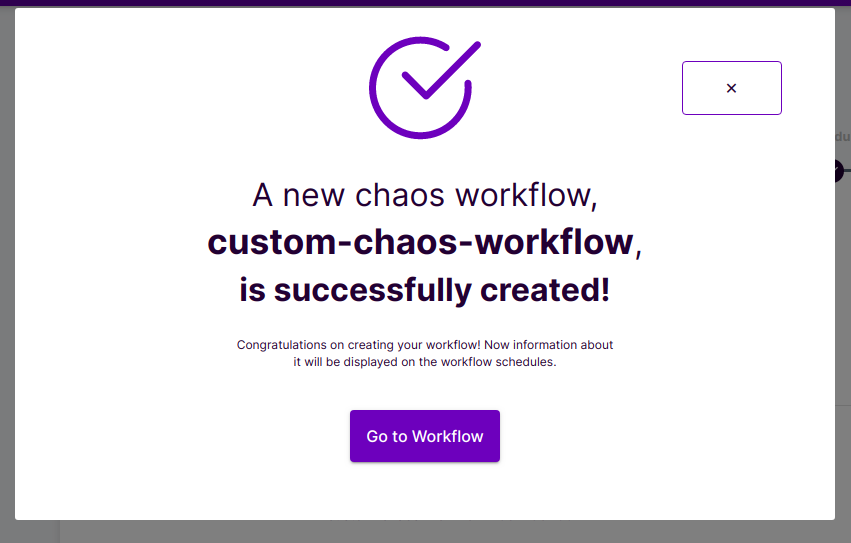 ×
A new chaos workflow,
custom-chaos-workflow,
is successfully created!
Congratulations on creating your workflow! Now information about
it will be displayed on the workflow schedules.
Go to Workflow